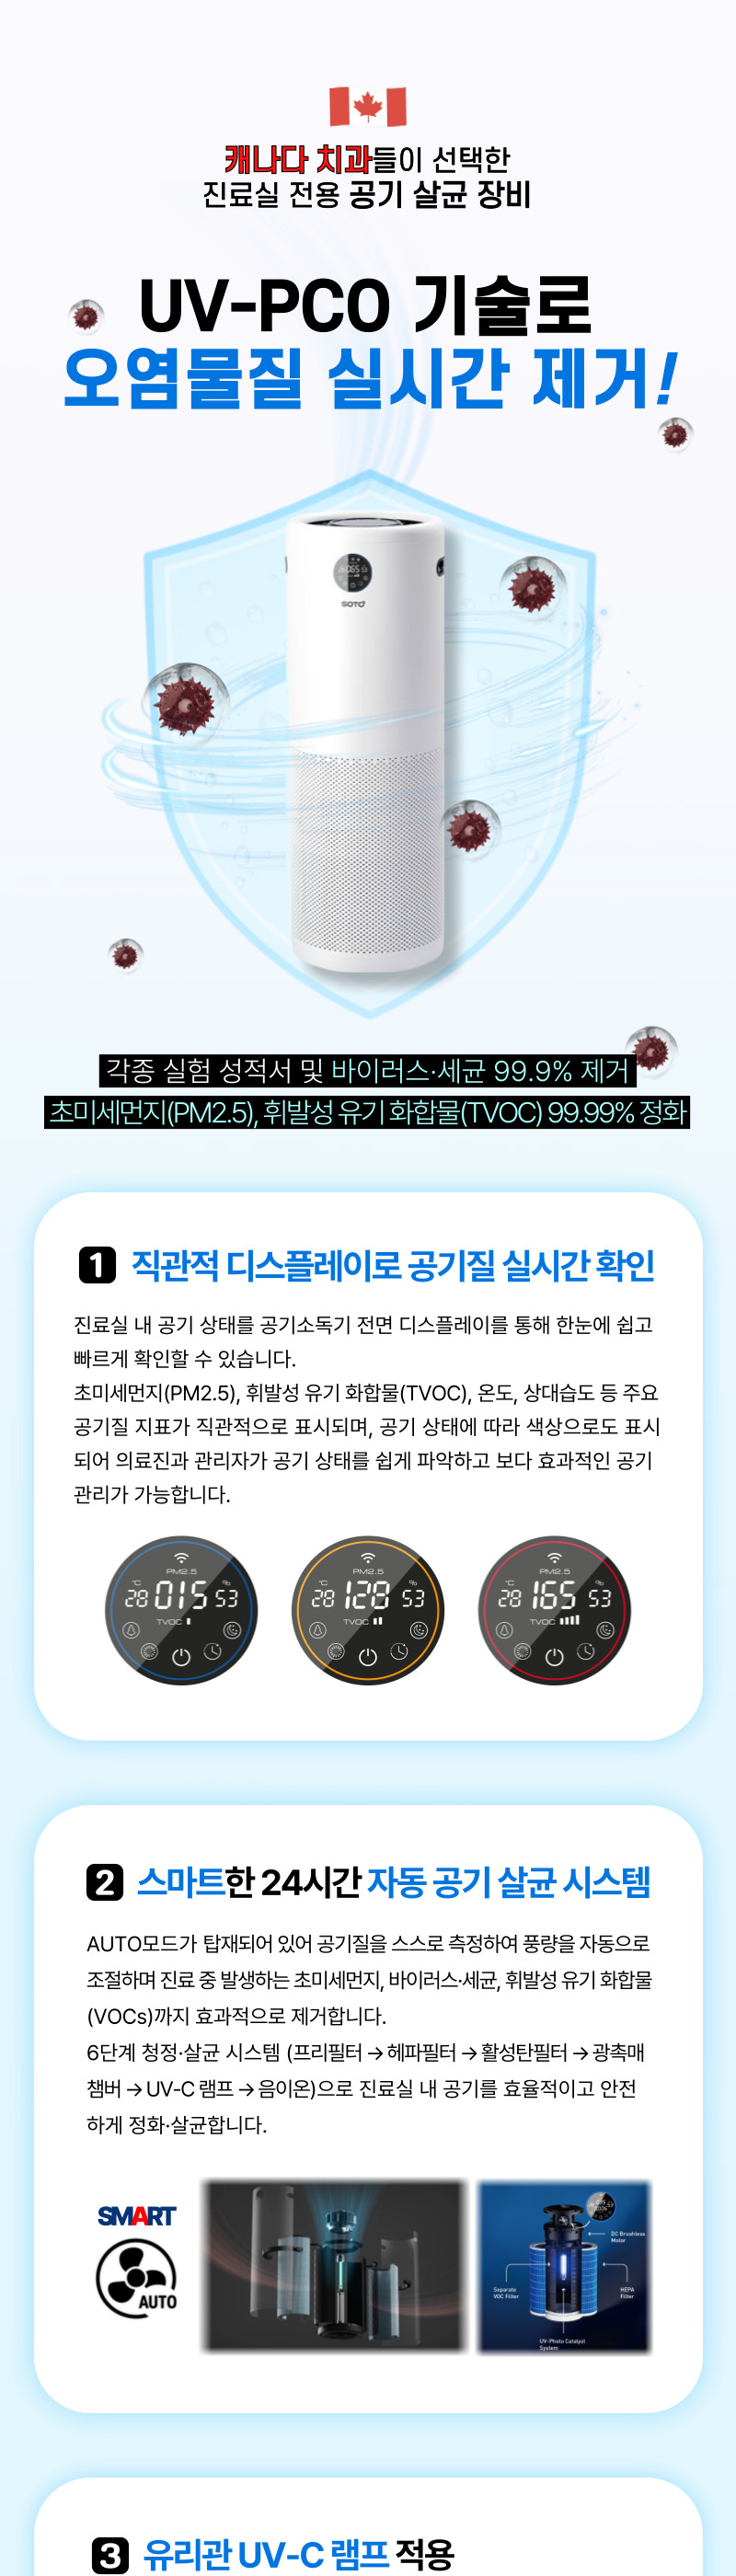 캐나다 치과들이 선택한
진료실 전용 공기 살균 장비
UV-PCO 기술로
오염물질 실시간 제거!
SOTO
각종 실험 성적서 및 바이러스·세균 99.9% 제거
초미세먼지(PM2.5), 휘발성 유기 화합물(TVOC) 99.99% 정화
1 직관적 디스플레이로 공기질 실시간 확인
진료실 내 공기 상태를 공기소독기 전면 디스플레이를 통해 한눈에 쉽고
빠르게 확인할 수 있습니다.
초미세먼지(PM2.5), 휘발성 유기 화합물(TVOC), 온도, 상대습도 등 주요
공기질 지표가 직관적으로 표시되며, 공기 상태에 따라 색상으로도 표시
되어 의료진과 관리자가 공기 상태를 쉽게 파악하고 보다 효과적인 공기
관리가 가능합니다.
PM2.5
°C %
28 015 53
TVOC
PM2.5
°C %
28 128 53
TVOC
PM2.5
°C %
28 165 53
TVOC
2 스마트한 24시간 자동 공기 살균 시스템
AUTO모드가 탑재되어 있어 공기질을 스스로 측정하여 풍량을 자동으로
조절하며 진료 중 발생하는 초미세먼지, 바이러스·세균, 휘발성 유기 화합물
(VOCs)까지 효과적으로 제거합니다.
6단계 청정·살균 시스템 (프리필터 → 헤파필터 → 활성탄필터 → 광촉매
챔버 → UV-C 램프 → 음이온)으로 진료실 내 공기를 효율적이고 안전
하게 정화·살균합니다.
SMART
AUTO
DC Brushless
Motor
Separate
VOC Filter
HEPA
Filter
UV-Photo Catalyst
System
3 유리관 UV-C 램프 적용